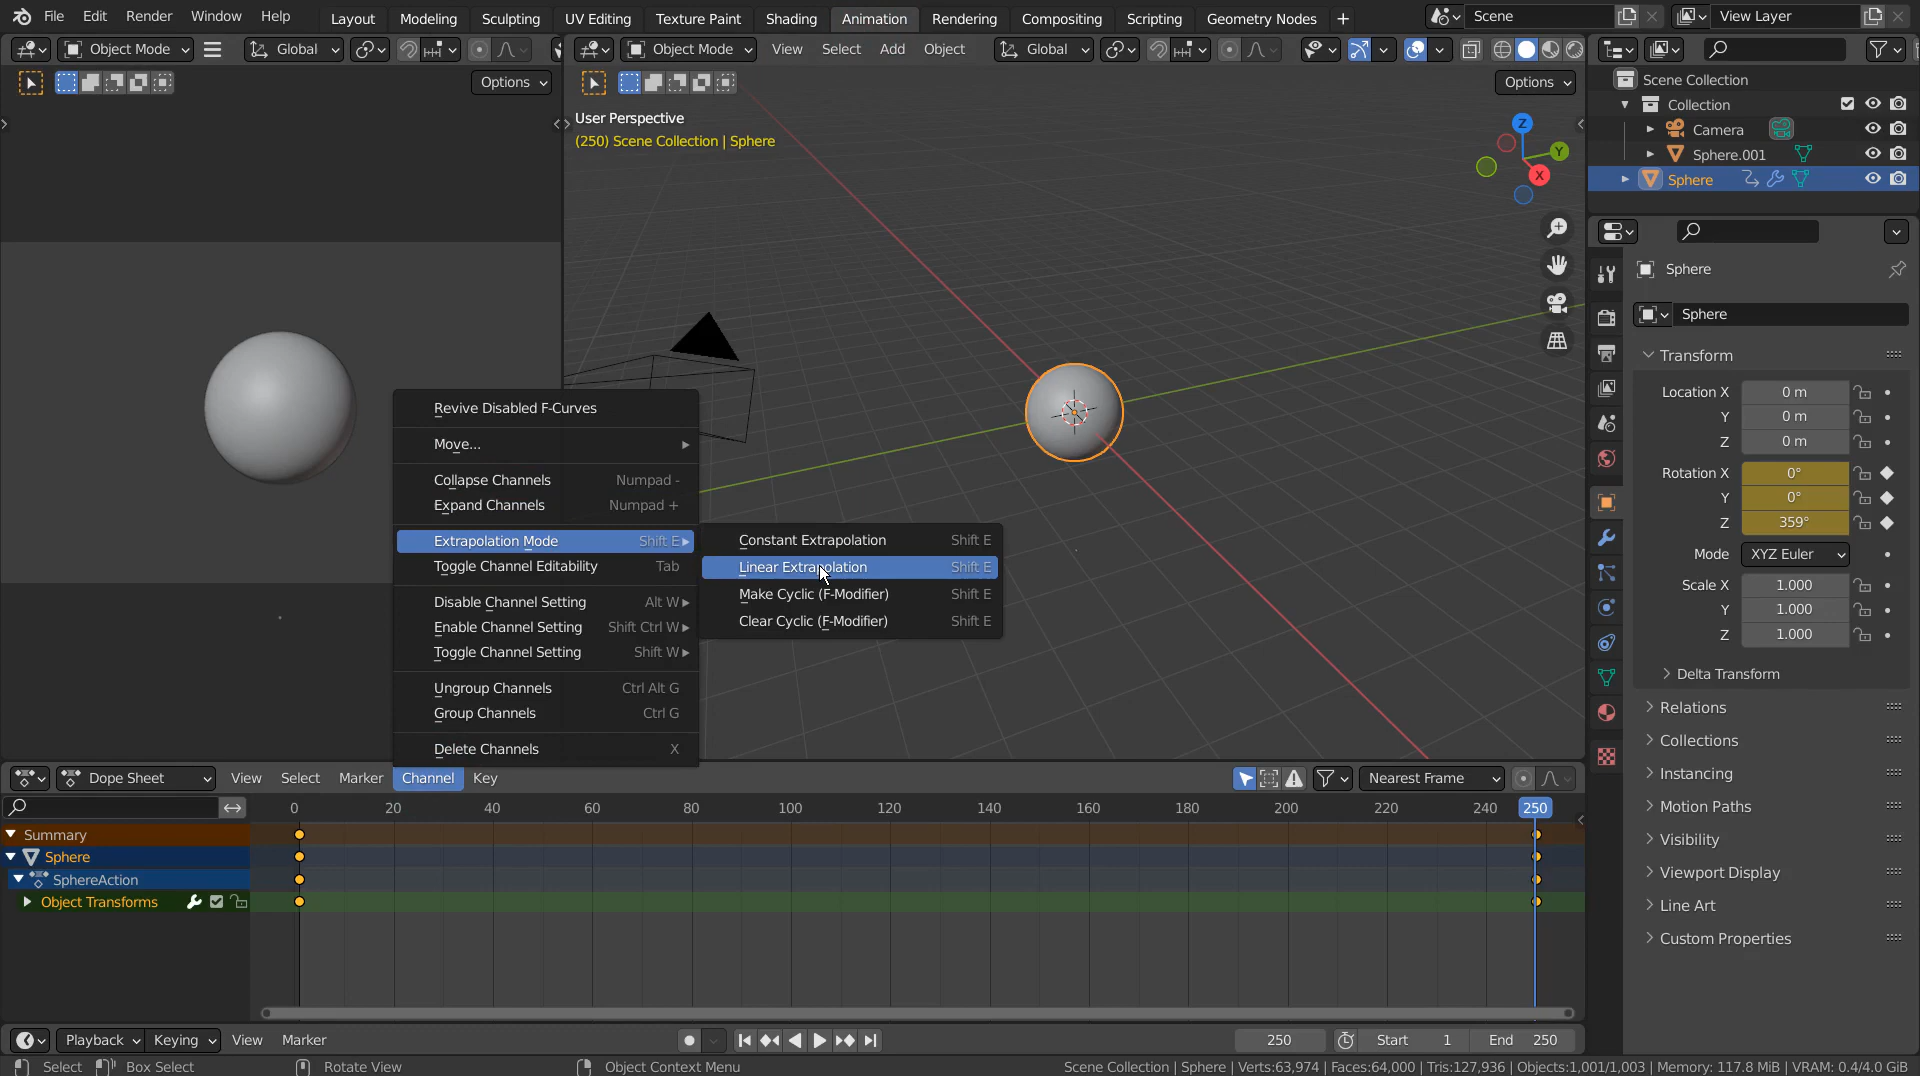 File Edit Render Window Help Layout Modeling Sculpting UV Editing Texture Paint Shading Animation Rendering Compositing Scripting Geometry Nodes + Scene View Layer
Object Mode Global Object Mode View Select Add Object Global
Options Options
User Perspective
(250) Scene Collection | Sphere
Z
Y
X
Scene Collection
Collection
Camera
Sphere.001
Sphere
Sphere
Sphere
Transform
Location X 0 m
Y 0 m
Z 0 m
Rotation X 0°
Y 0°
Z 359°
Mode XYZ Euler
Scale X 1.000
Y 1.000
Z 1.000
Delta Transform
Relations
Collections
Instancing
Motion Paths
Visibility
Viewport Display
Line Art
Custom Properties
Revive Disabled F-Curves
Move...
Collapse Channels Numpad -
Expand Channels Numpad +
Extrapolation Mode Shift E
Toggle Channel Editability Tab
Disable Channel Setting Alt W
Enable Channel Setting Shift Ctrl W
Toggle Channel Setting Shift W
Ungroup Channels Ctrl Alt G
Group Channels Ctrl G
Delete Channels X
Constant Extrapolation Shift E
Linear Extrapolation Shift E
Make Cyclic (F-Modifier) Shift E
Clear Cyclic (F-Modifier) Shift E
Dope Sheet View Select Marker Channel Key Nearest Frame
0 20 40 60 80 100 120 140 160 180 200 220 240 250
Summary
Sphere
SphereAction
Object Transforms
Playback Keying View Marker 250 Start 1 End 250
Select Box Select Rotate View Object Context Menu Scene Collection | Sphere | Verts:63,974 | Faces:64,000 | Tris:127,936 | Objects:1,001/1,003 | Memory: 117.8 MiB | VRAM: 0.4/4.0 GiB